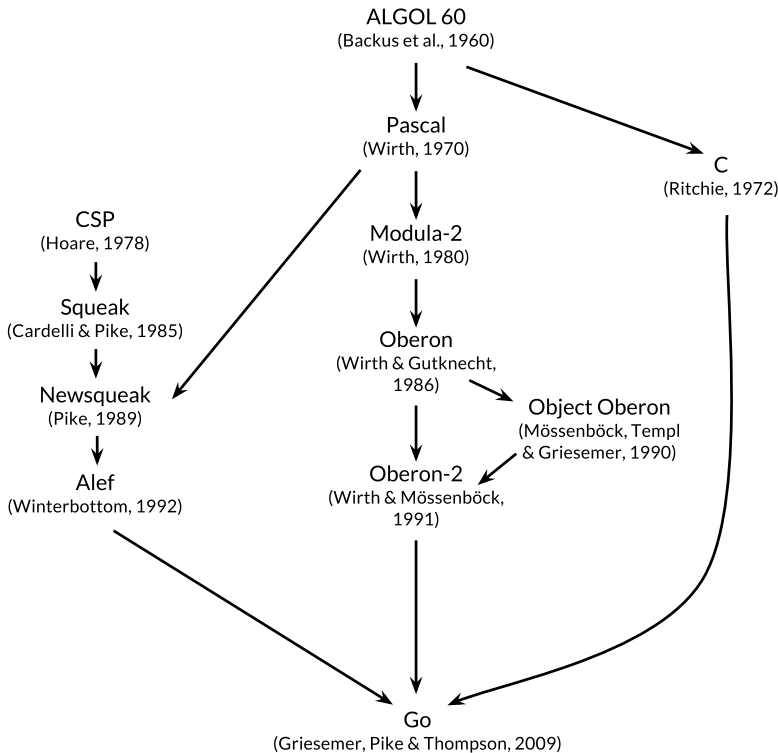 ALGOL 60
(Backus et al., 1960)
Pascal
(Wirth, 1970)
C
(Ritchie, 1972)
CSP
(Hoare, 1978)
Modula-2
(Wirth, 1980)
Squeak
(Cardelli & Pike, 1985)
Oberon
(Wirth & Gutknecht,
1986)
Newsqueak
(Pike, 1989)
Object Oberon
(Mössenböck, Templ
& Griesemer, 1990)
Alef
(Winterbottom, 1992)
Oberon-2
(Wirth & Mössenböck,
1991)
Go
(Griesemer, Pike & Thompson, 2009)